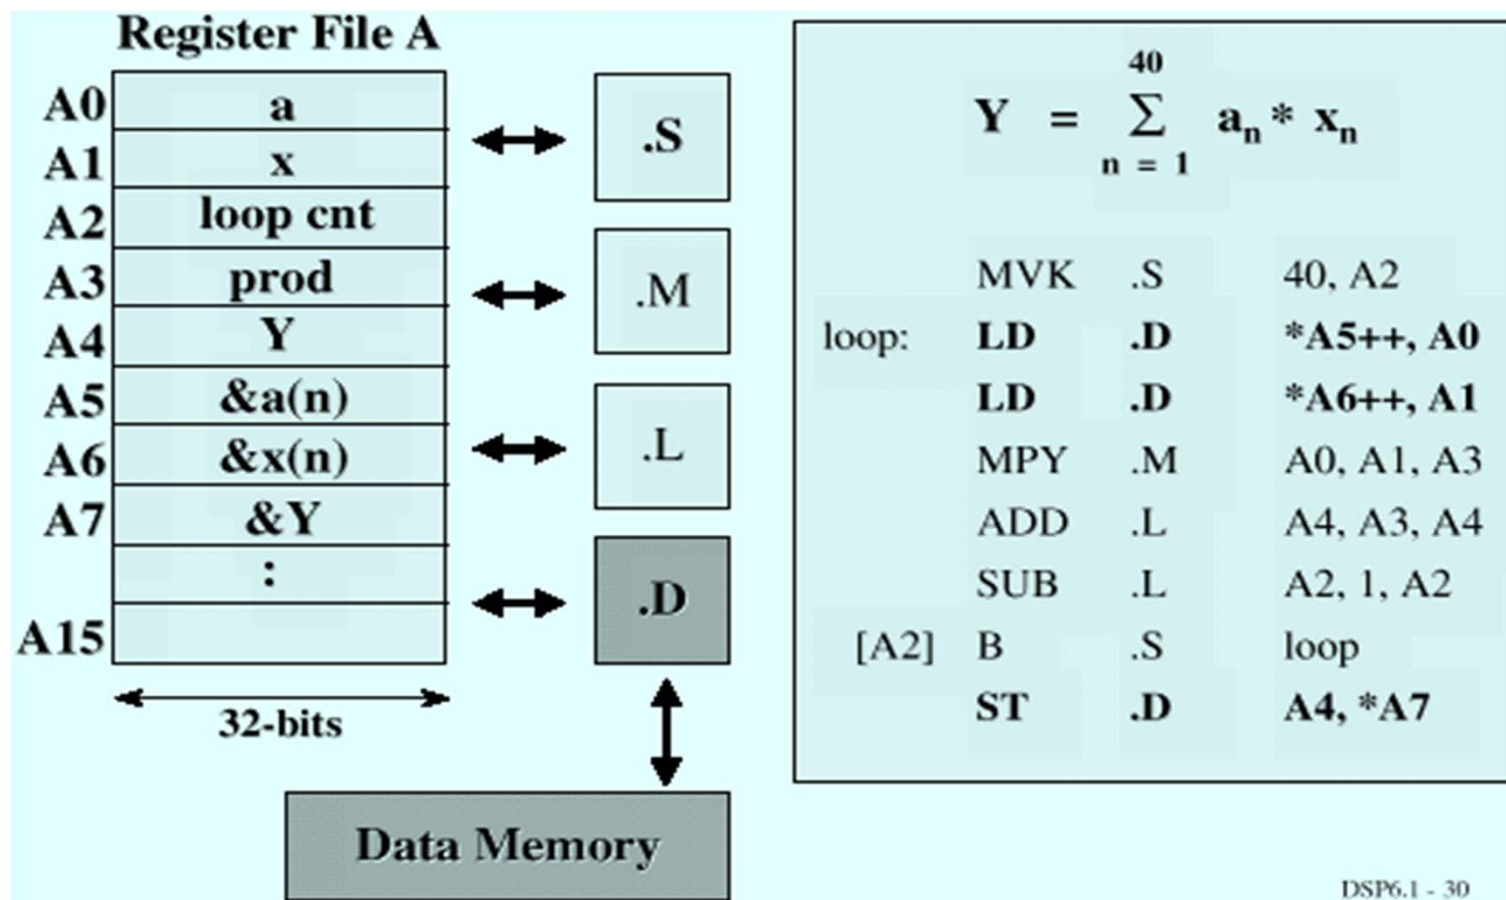 Register File A
A0 a
A1 x
A2 loop cnt
A3 prod
A4 Y
A5 &a(n)
A6 &x(n)
A7 &Y
:
A15
32-bits
.S
.M
.L
.D
Data Memory
40
Y = Σ aₙ * xₙ
n = 1
MVK .S 40, A2
loop: LD .D *A5++, A0
LD .D *A6++, A1
MPY .M A0, A1, A3
ADD .L A4, A3, A4
SUB .L A2, 1, A2
[A2] B .S loop
ST .D A4, *A7
DSP6.1 - 30